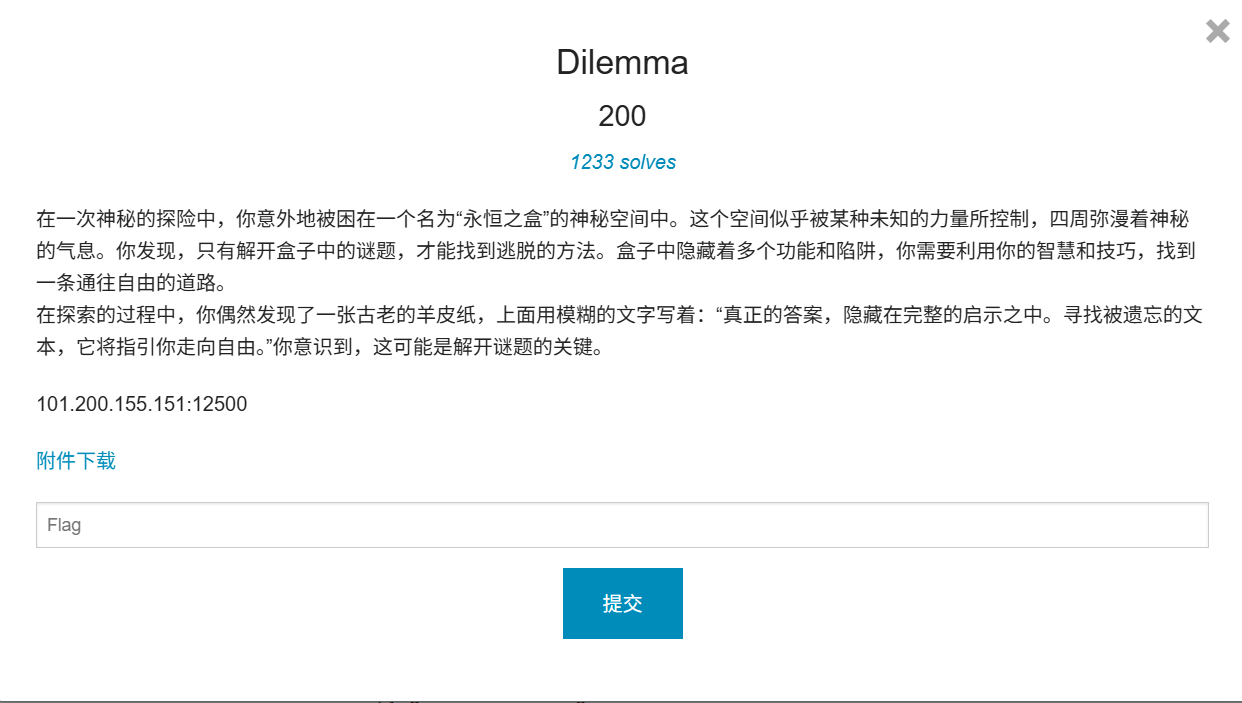 Dilemma
200
1233 solves
在一次神秘的探险中，你意外地被困在一个名为“永恒之盒”的神秘空间中。这个空间似乎被某种未知的力量所控制，四周弥漫着神秘
的气息。你发现，只有解开盒子中的谜题，才能找到逃脱的方法。盒子中隐藏着多个功能和陷阱，你需要利用你的智慧和技巧，找到
一条通往自由的道路。
在探索的过程中，你偶然发现了一张古老的羊皮纸，上面用模糊的文字写着：“真正的答案，隐藏在完整的启示之中。寻找被遗忘的文
本，它将指引你走向自由。”你意识到，这可能是解开谜题的关键。
101.200.155.151:12500
附件下载
Flag
提交